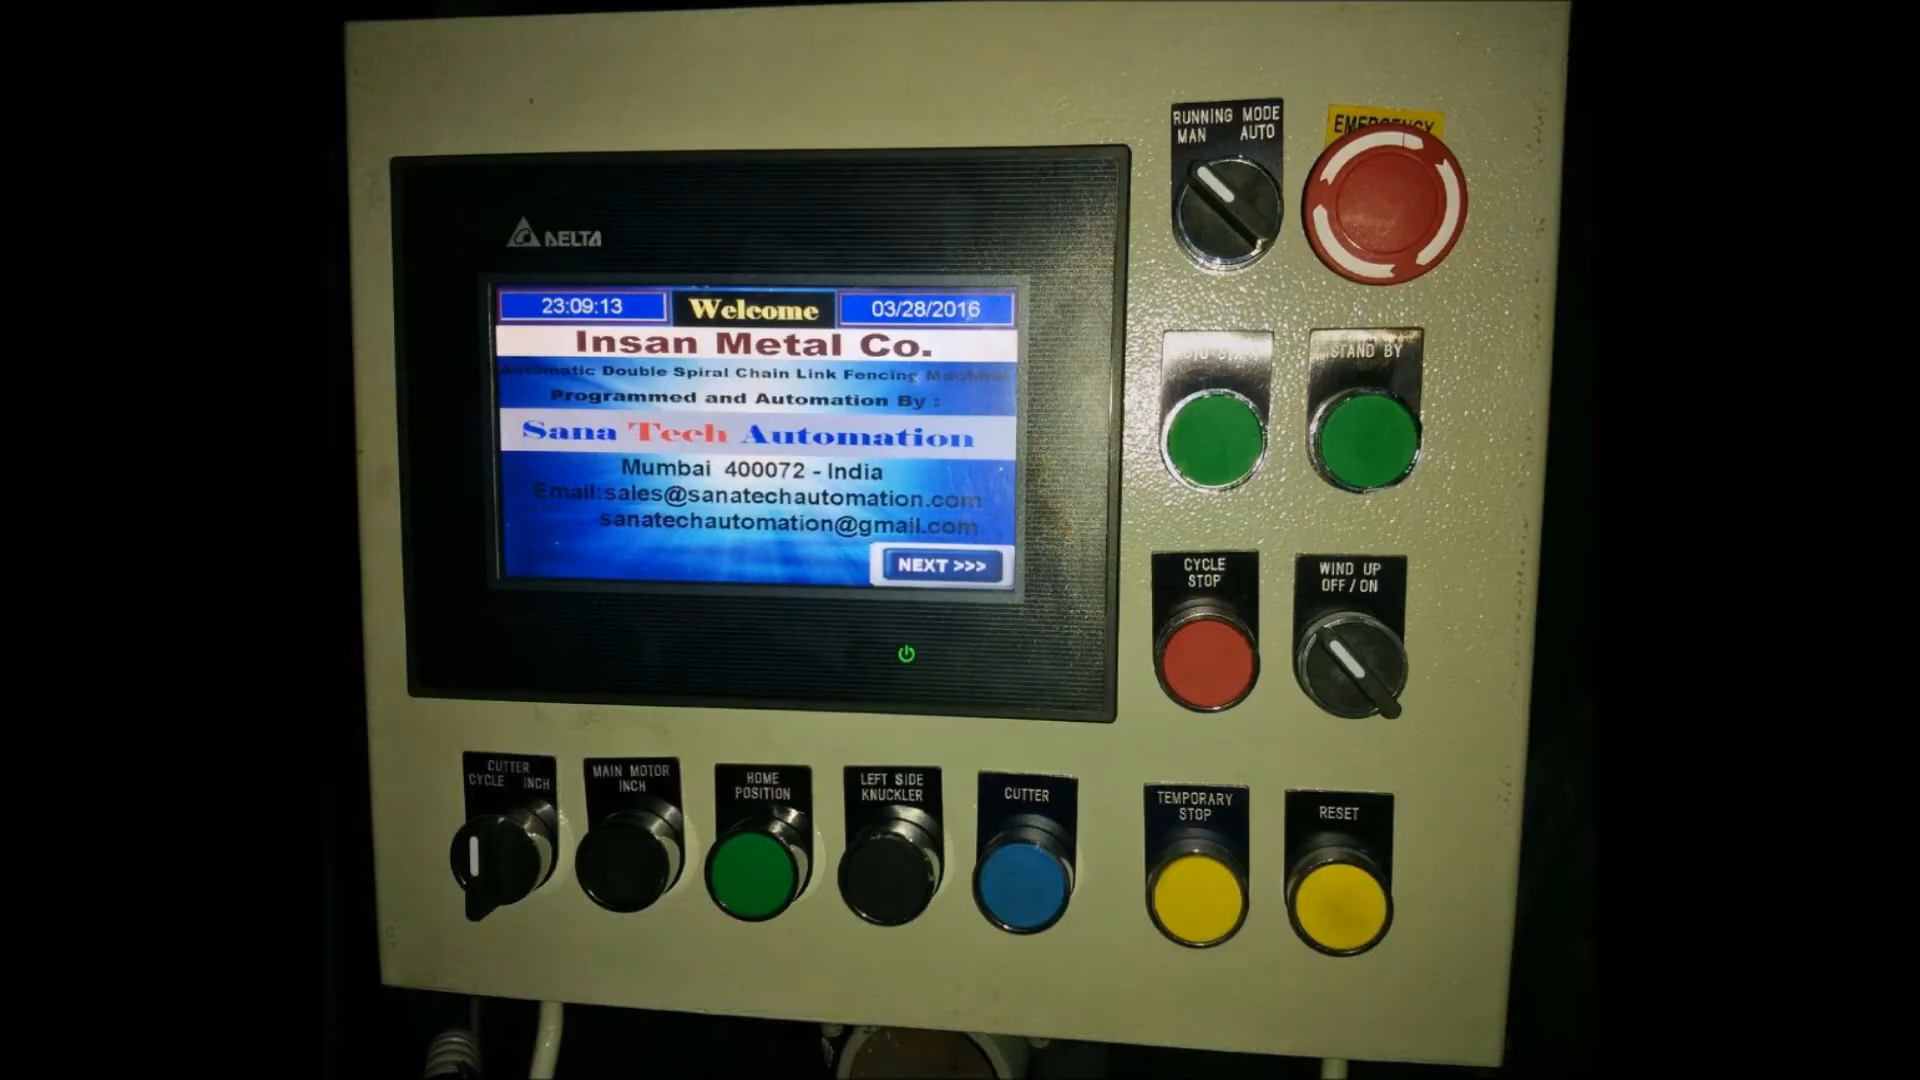 DELTA
23:09:13 Welcome 03/28/2016
Insan Metal Co.
Automatic Double Spiral Chain Link Fencing Machine
Programmed and Automation By :
Sana Tech Automation
Mumbai 400072 - India
Email:sales@sanatechautomation.com
sanatechautomation@gmail.com
NEXT >>>
RUNNING MODE
MAN AUTO
EMERGENCY
STAND BY
CYCLE
STOP
WIND UP
OFF / ON
CUTTER
CYCLE INCH
MAIN MOTOR
INCH
HOME
POSITION
LEFT SIDE
KNUCKLER
CUTTER
TEMPORARY
STOP
RESET